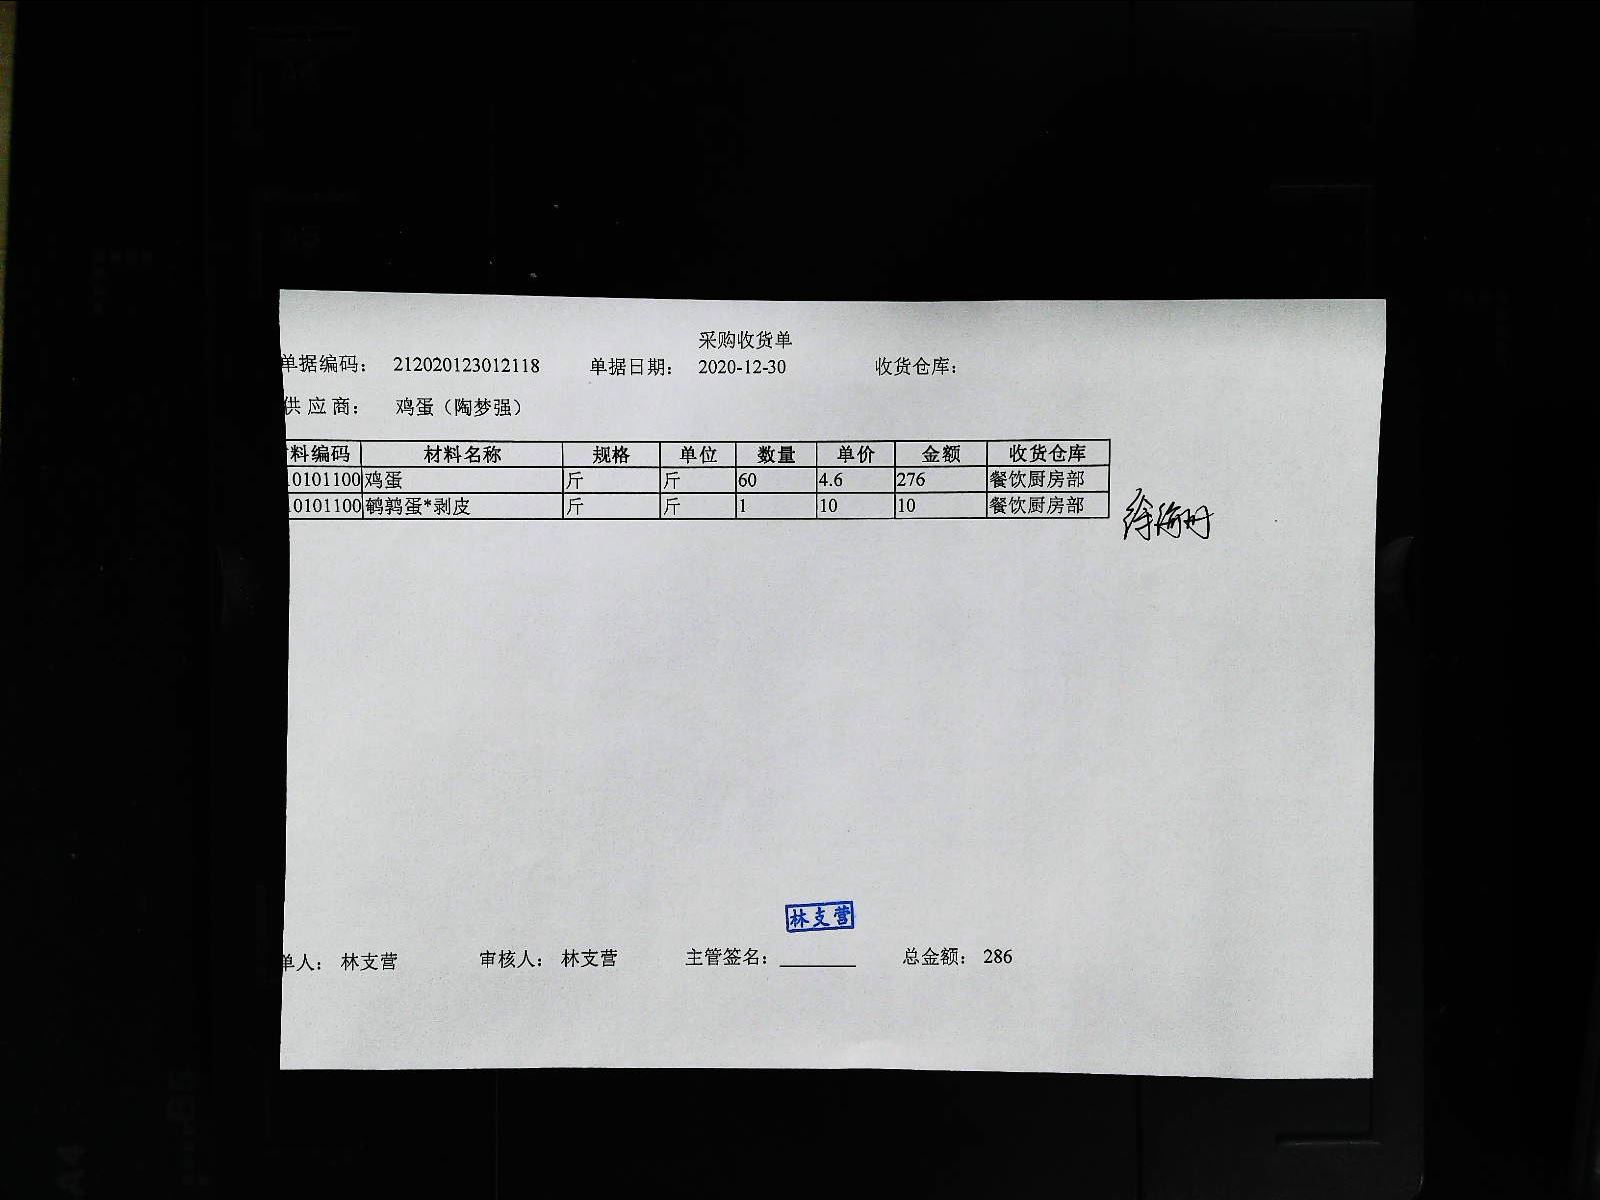 采购收货单
单据编码： 212020123012118 单据日期： 2020-12-30 收货仓库：
供 应 商： 鸡蛋（陶梦强）
料编码 材料名称 规格 单位 数量 单价 金额 收货仓库
10101100 鸡蛋 斤 斤 60 4.6 276 餐饮厨房部
10101100 鹌鹑蛋*剥皮 斤 斤 1 10 10 餐饮厨房部
林支营
单人： 林支营 审核人： 林支营 主管签名： 总金额： 286